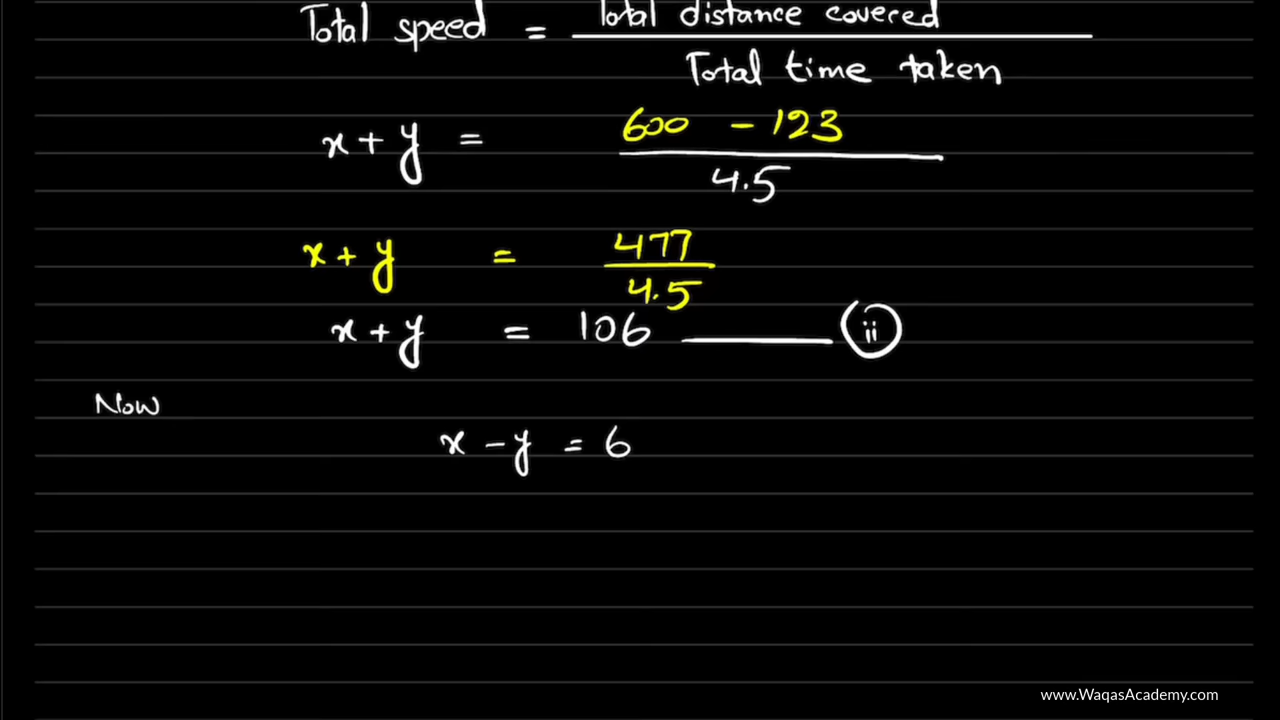 Total speed = Total distance covered / Total time taken
x + y = 600 - 123 / 4.5
x + y = 477 / 4.5
x + y = 106 ——— (ii)
Now
x - y = 6
www.WaqasAcademy.com